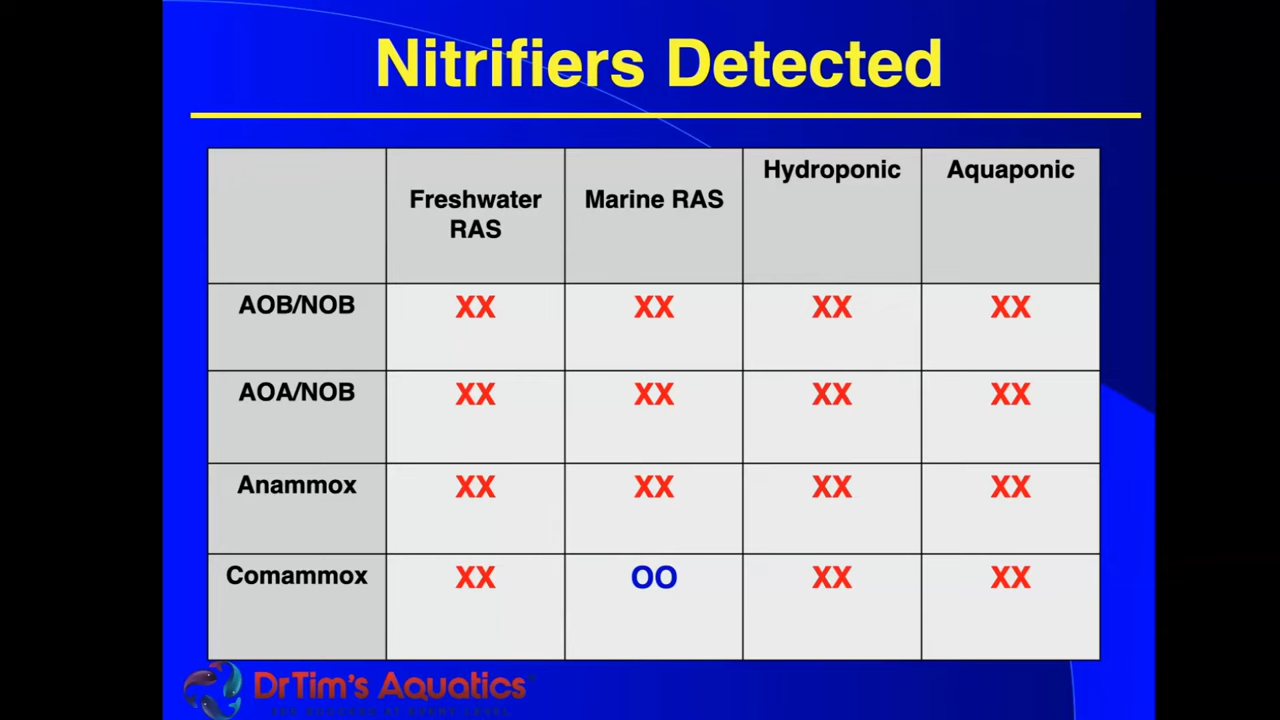 Nitrifiers Detected
Freshwater RAS Marine RAS Hydroponic Aquaponic
AOB/NOB XX XX XX XX
AOA/NOB XX XX XX XX
Anammox XX XX XX XX
Comammox XX OO XX XX
DrTim's Aquatics